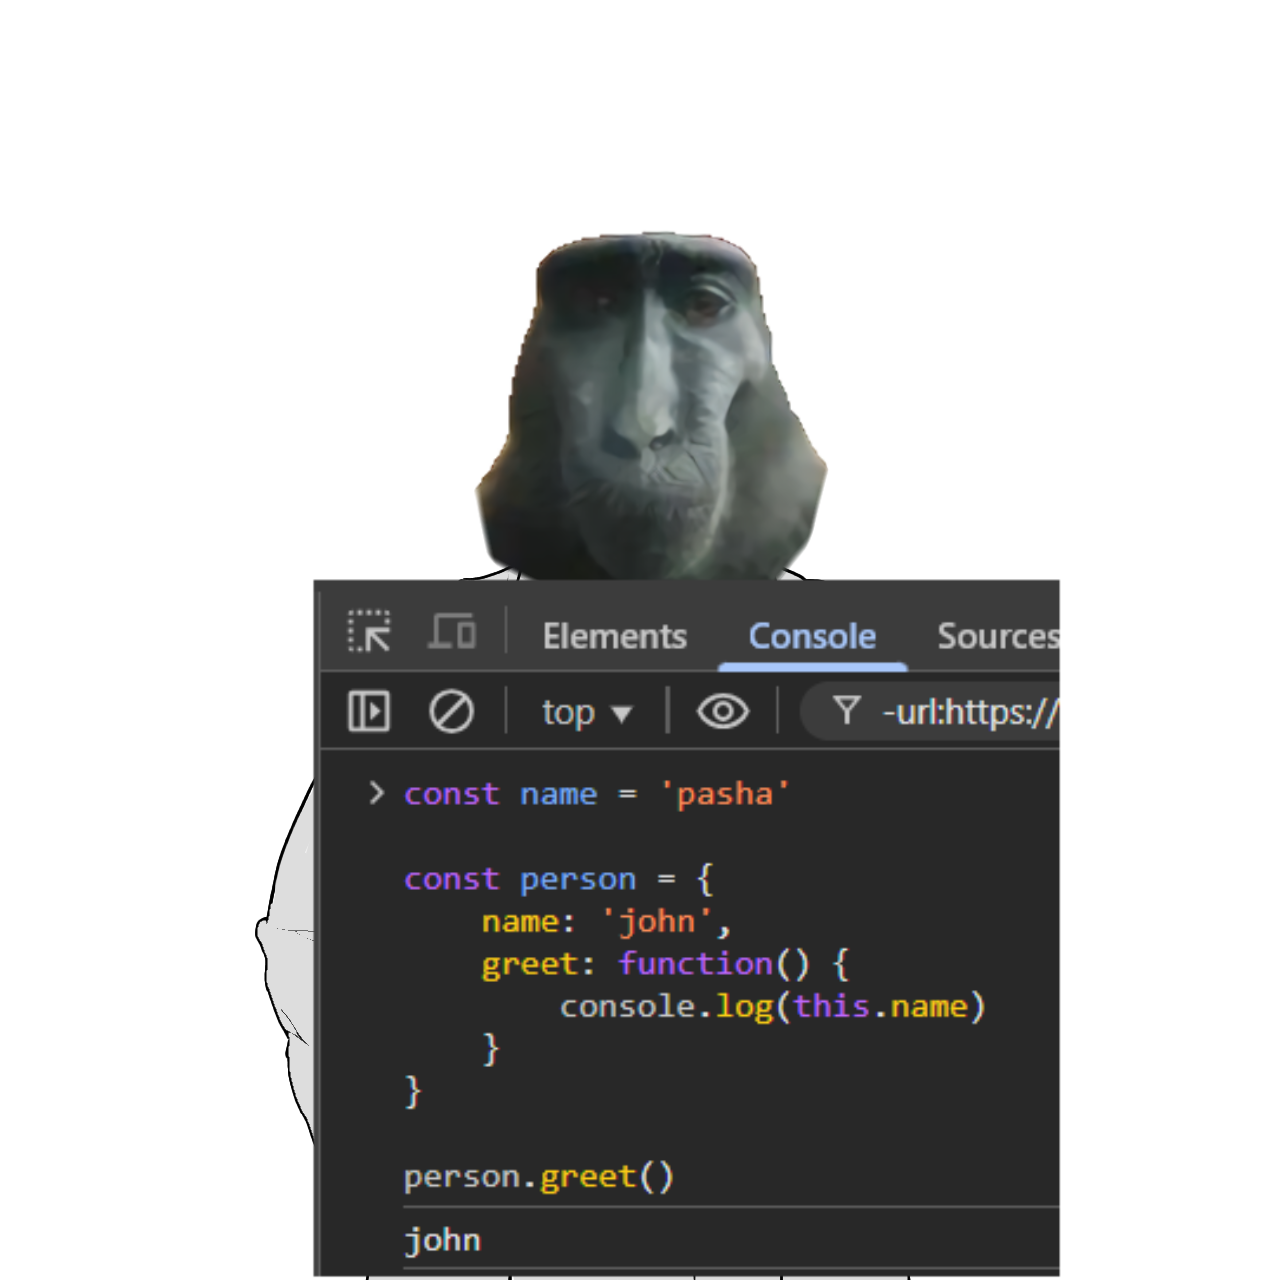 Elements Console Sources
top ▼ -url:https://
> const name = 'pasha'
const person = {
    name: 'john',
    greet: function() {
        console.log(this.name)
    }
}
person.greet()
john